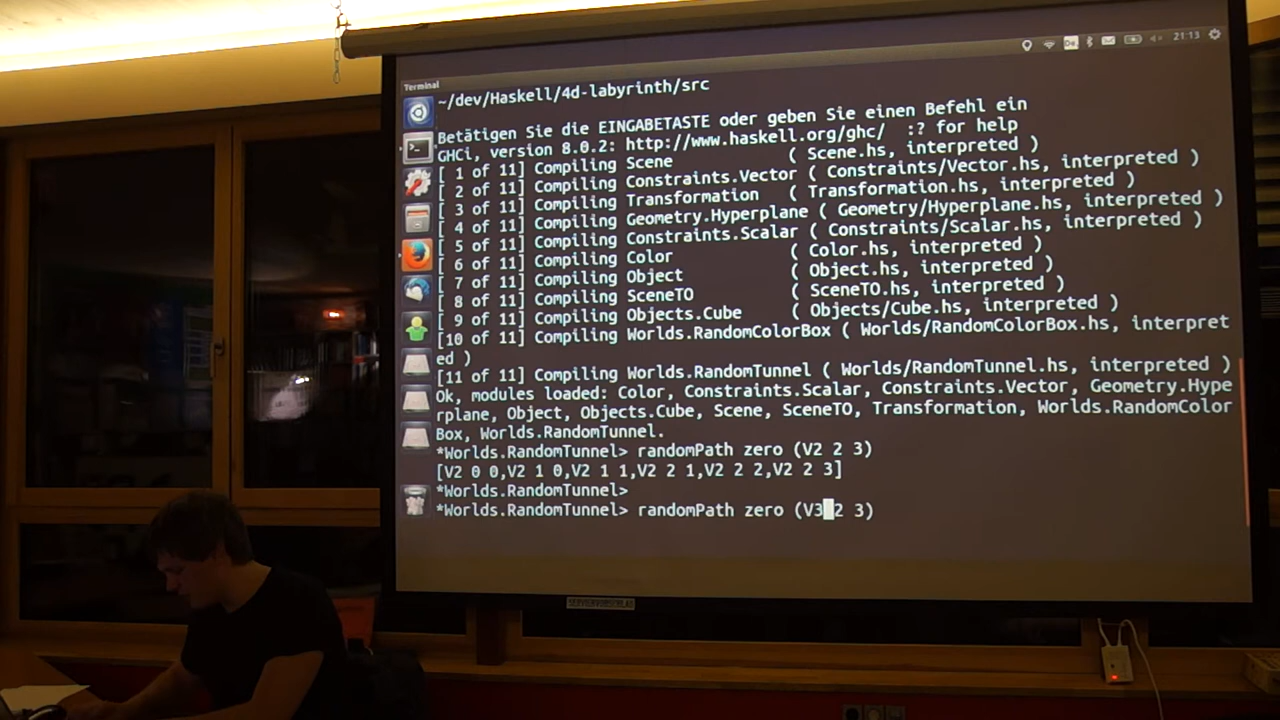 De
21:13
Terminal
~/dev/Haskell/4d-labyrinth/src
Betätigen Sie die EINGABETASTE oder geben Sie einen Befehl ein
GHCi, version 8.0.2: http://www.haskell.org/ghc/  :? for help
[ 1 of 11] Compiling Scene            ( Scene.hs, interpreted )
[ 2 of 11] Compiling Constraints.Vector ( Constraints/Vector.hs, interpreted )
[ 3 of 11] Compiling Transformation   ( Transformation.hs, interpreted )
[ 4 of 11] Compiling Geometry.Hyperplane ( Geometry/Hyperplane.hs, interpreted )
[ 5 of 11] Compiling Constraints.Scalar ( Constraints/Scalar.hs, interpreted )
[ 6 of 11] Compiling Color            ( Color.hs, interpreted )
[ 7 of 11] Compiling Object           ( Object.hs, interpreted )
[ 8 of 11] Compiling SceneTO          ( SceneTO.hs, interpreted )
[ 9 of 11] Compiling Objects.Cube     ( Objects/Cube.hs, interpreted )
[10 of 11] Compiling Worlds.RandomColorBox ( Worlds/RandomColorBox.hs, interpret
ed )
[11 of 11] Compiling Worlds.RandomTunnel ( Worlds/RandomTunnel.hs, interpreted )
Ok, modules loaded: Color, Constraints.Scalar, Constraints.Vector, Geometry.Hype
rplane, Object, Objects.Cube, Scene, SceneTO, Transformation, Worlds.RandomColor
Box, Worlds.RandomTunnel.
*Worlds.RandomTunnel> randomPath zero (V2 2 3)
[V2 0 0,V2 1 0,V2 1 1,V2 2 1,V2 2 2,V2 2 3]
*Worlds.RandomTunnel>
*Worlds.RandomTunnel> randomPath zero (V3 2 3)